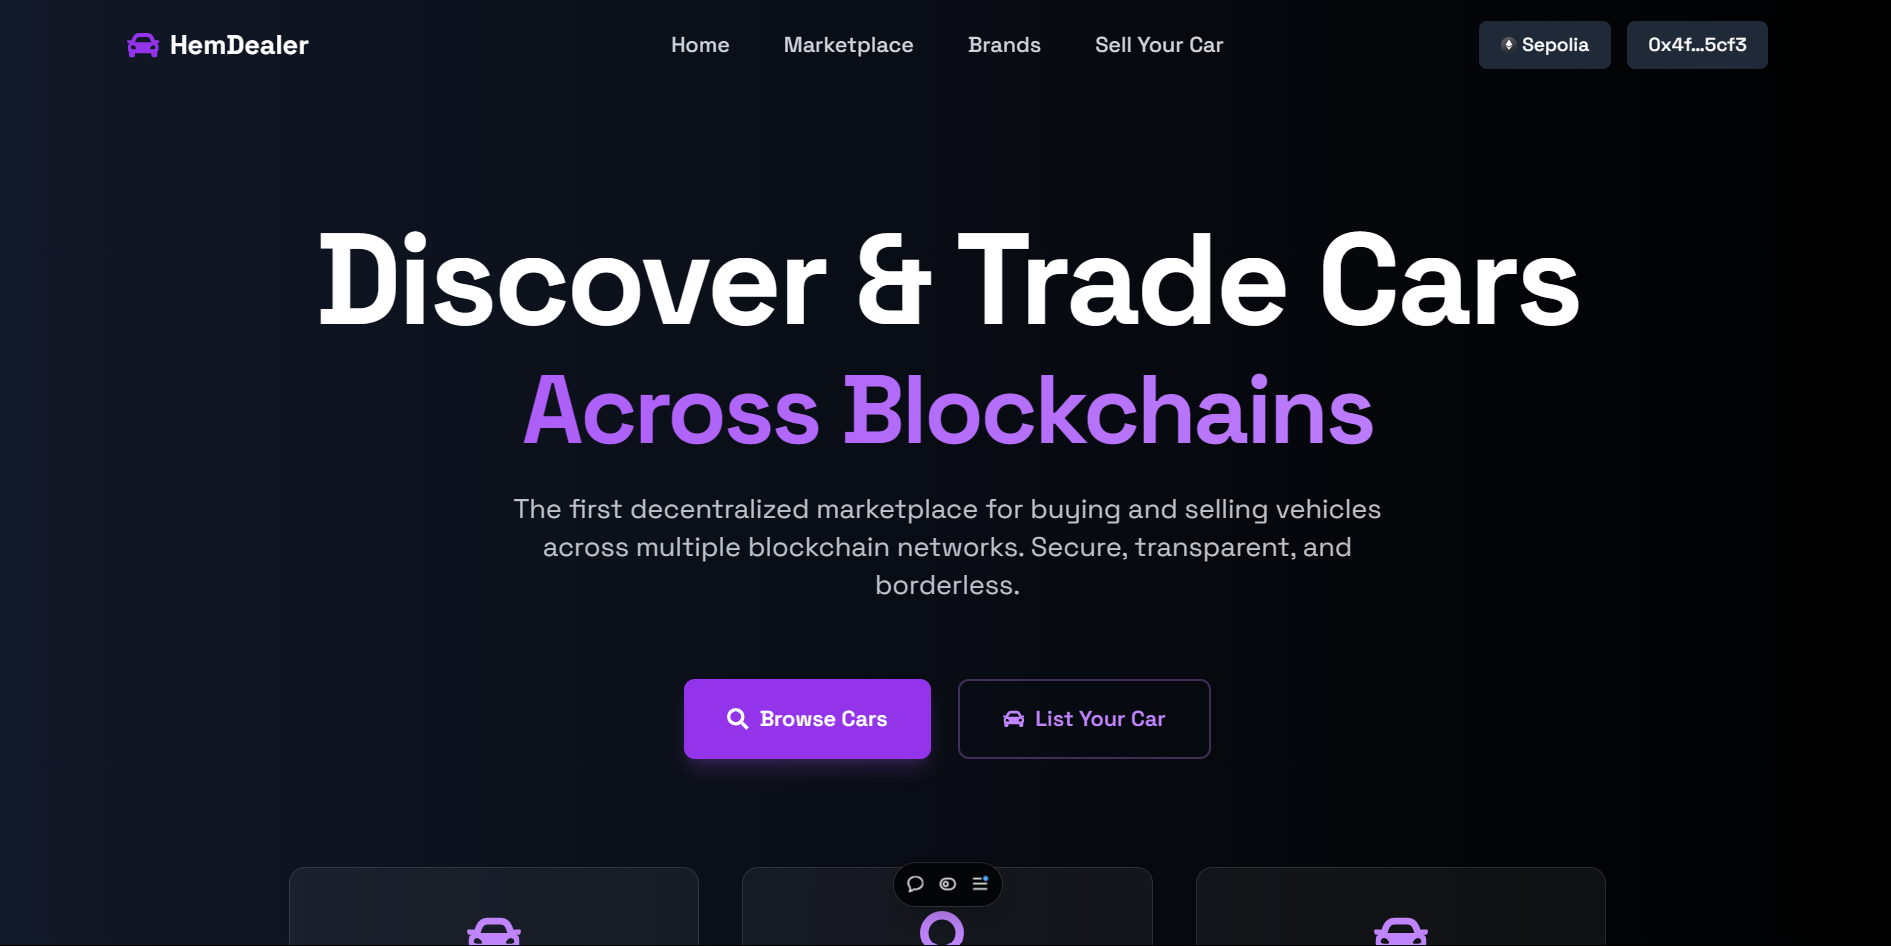 HemDealer
Home
Marketplace
Brands
Sell Your Car
Sepolia
0x4f...5cf3
Discover & Trade Cars
Across Blockchains
The first decentralized marketplace for buying and selling vehicles
across multiple blockchain networks. Secure, transparent, and
borderless.
Browse Cars
List Your Car